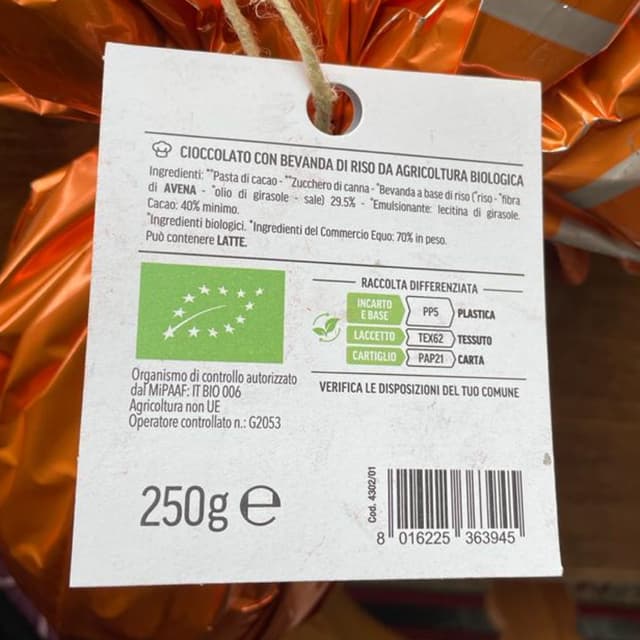 CIOCCOLATO CON BEVANDA DI RISO DA AGRICOLTURA BIOLOGICA
Ingredienti: *°Pasta di cacao - *°Zucchero di canna - *Bevanda a base di riso (*riso - *fibra
di AVENA - *olio di girasole - sale) 29.5% - *Emulsionante: lecitina di girasole.
Cacao: 40% minimo.
*Ingredienti biologici. °Ingredienti del Commercio Equo: 70% in peso.
Può contenere LATTE.
Organismo di controllo autorizzato
dal MiPAAF: IT BIO 006
Agricoltura non UE
Operatore controllato n.: G2053
RACCOLTA DIFFERENZIATA
INCARTO
E BASE PP5 PLASTICA
LACCETTO TEX62 TESSUTO
CARTIGLIO PAP21 CARTA
VERIFICA LE DISPOSIZIONI DEL TUO COMUNE
250g e
Cod. 4302/01
8 016225 363945